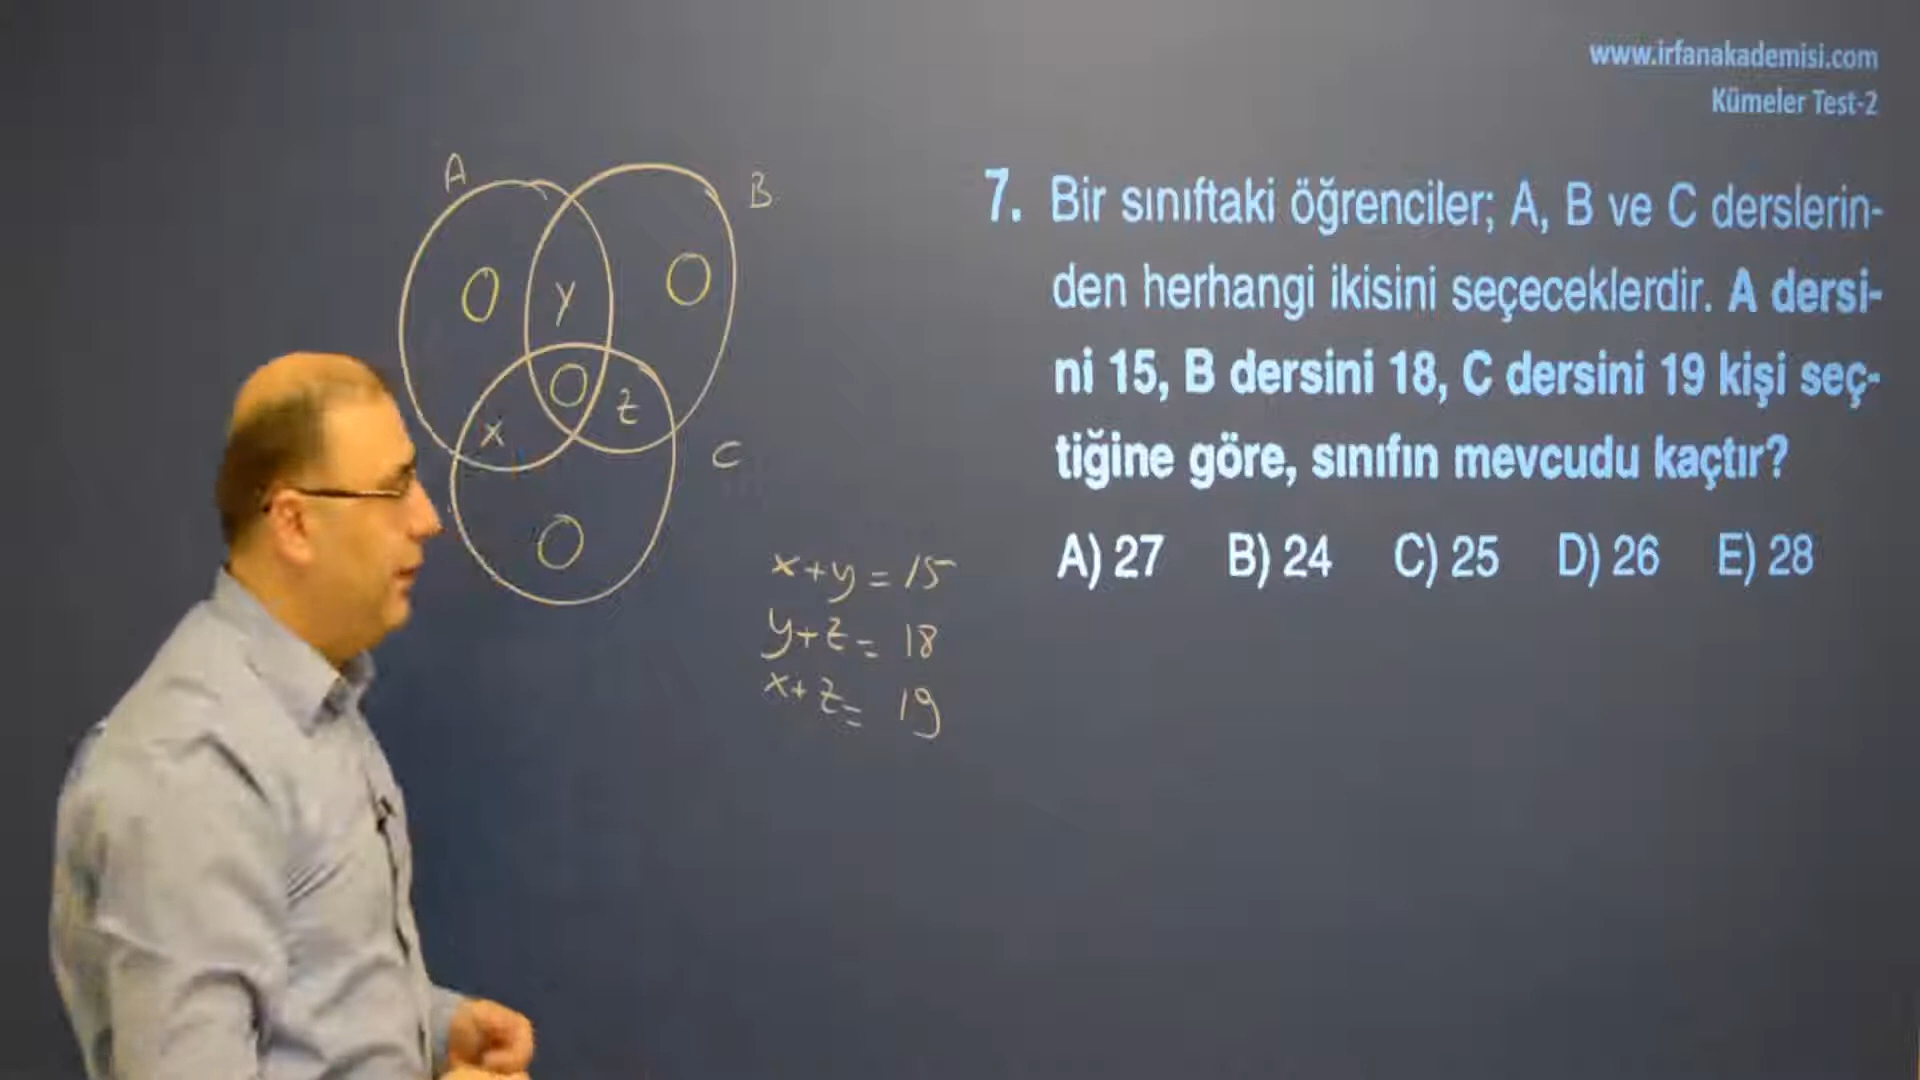 www.irfanakademisi.com
Kümeler Test-2
7. Bir sınıftaki öğrenciler; A, B ve C derslerin-
den herhangi ikisini seçeceklerdir. A dersi-
ni 15, B dersini 18, C dersini 19 kişi seç-
tiğine göre, sınıfın mevcudu kaçtır?
A) 27 B) 24 C) 25 D) 26 E) 28
A
B
0 y 0
0 z
x
C
0
x+y=15
y+z=18
x+z=19